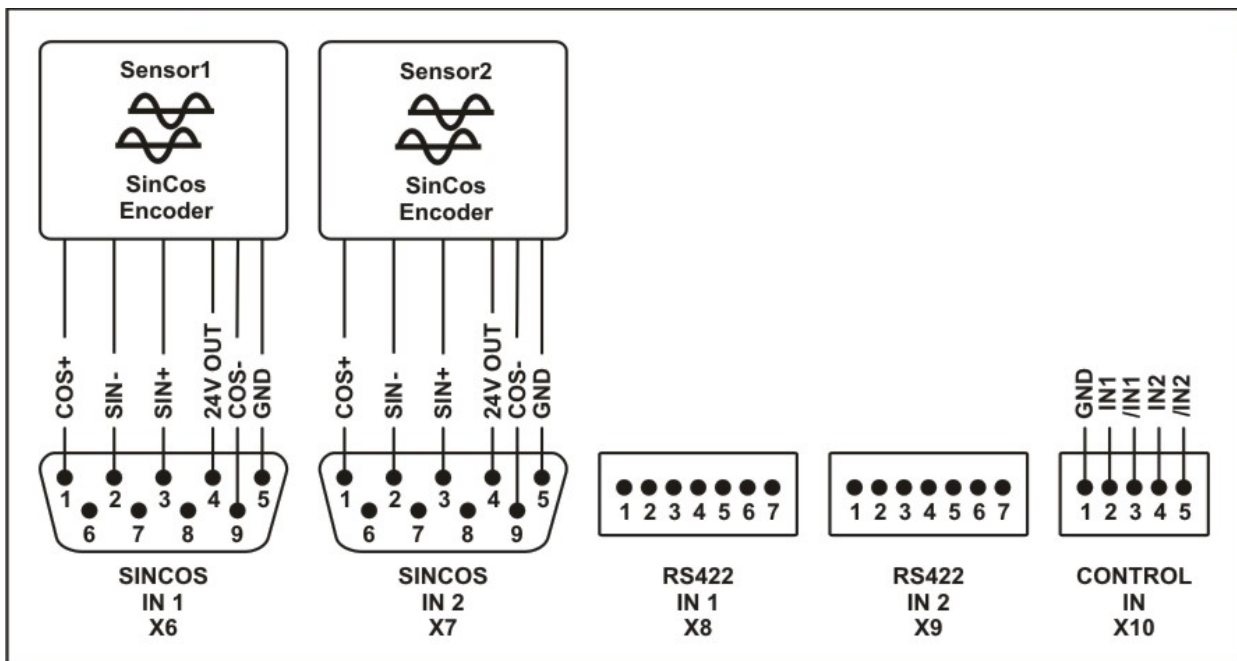 Sensor1
SinCos
Encoder
Sensor2
SinCos
Encoder
COS+
SIN-
SIN+
24V OUT
COS-
GND
COS+
SIN-
SIN+
24V OUT
COS-
GND
GND
IN1
/IN1
IN2
/IN2
1 2 3 4 5
6 7 8 9
1 2 3 4 5
6 7 8 9
1 2 3 4 5 6 7
1 2 3 4 5 6 7
1 2 3 4 5
SINCOS
IN 1
X6
SINCOS
IN 2
X7
RS422
IN 1
X8
RS422
IN 2
X9
CONTROL
IN
X10